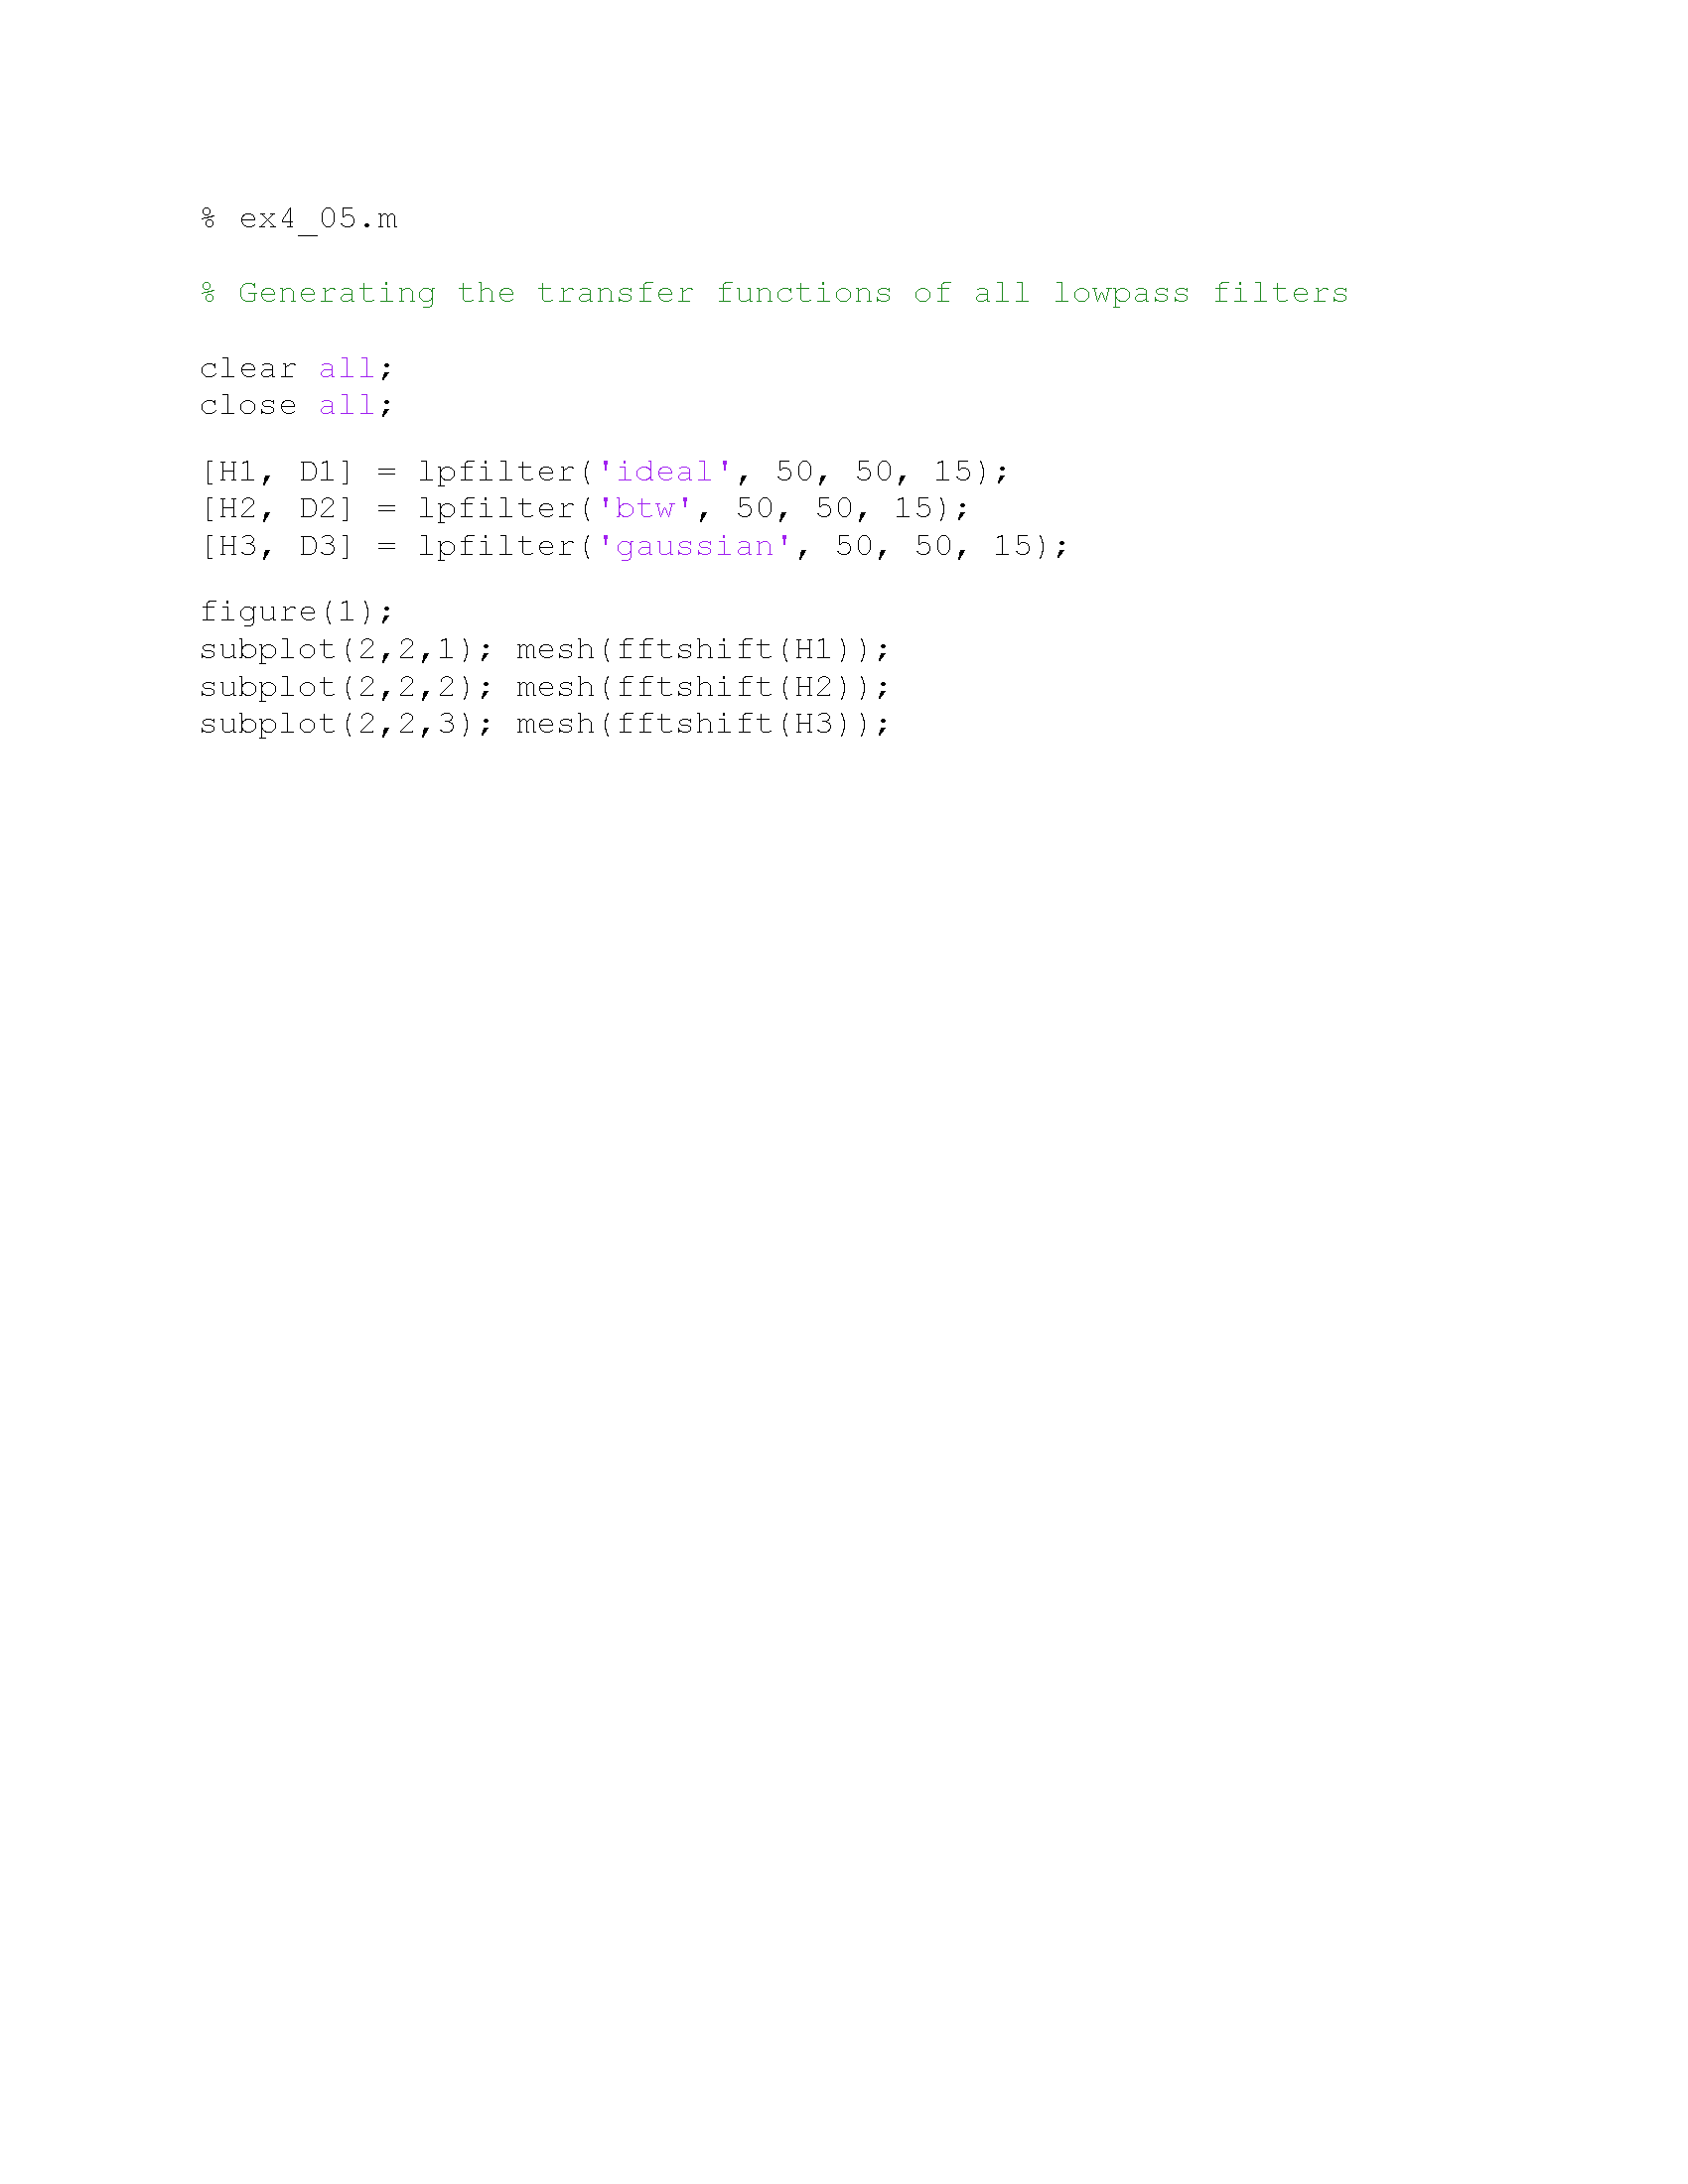 % ex4_05.m
% Generating the transfer functions of all lowpass filters
clear all;
close all;
[H1, D1] = lpfilter('ideal', 50, 50, 15);
[H2, D2] = lpfilter('btw', 50, 50, 15);
[H3, D3] = lpfilter('gaussian', 50, 50, 15);
figure(1);
subplot(2,2,1); mesh(fftshift(H1));
subplot(2,2,2); mesh(fftshift(H2));
subplot(2,2,3); mesh(fftshift(H3));